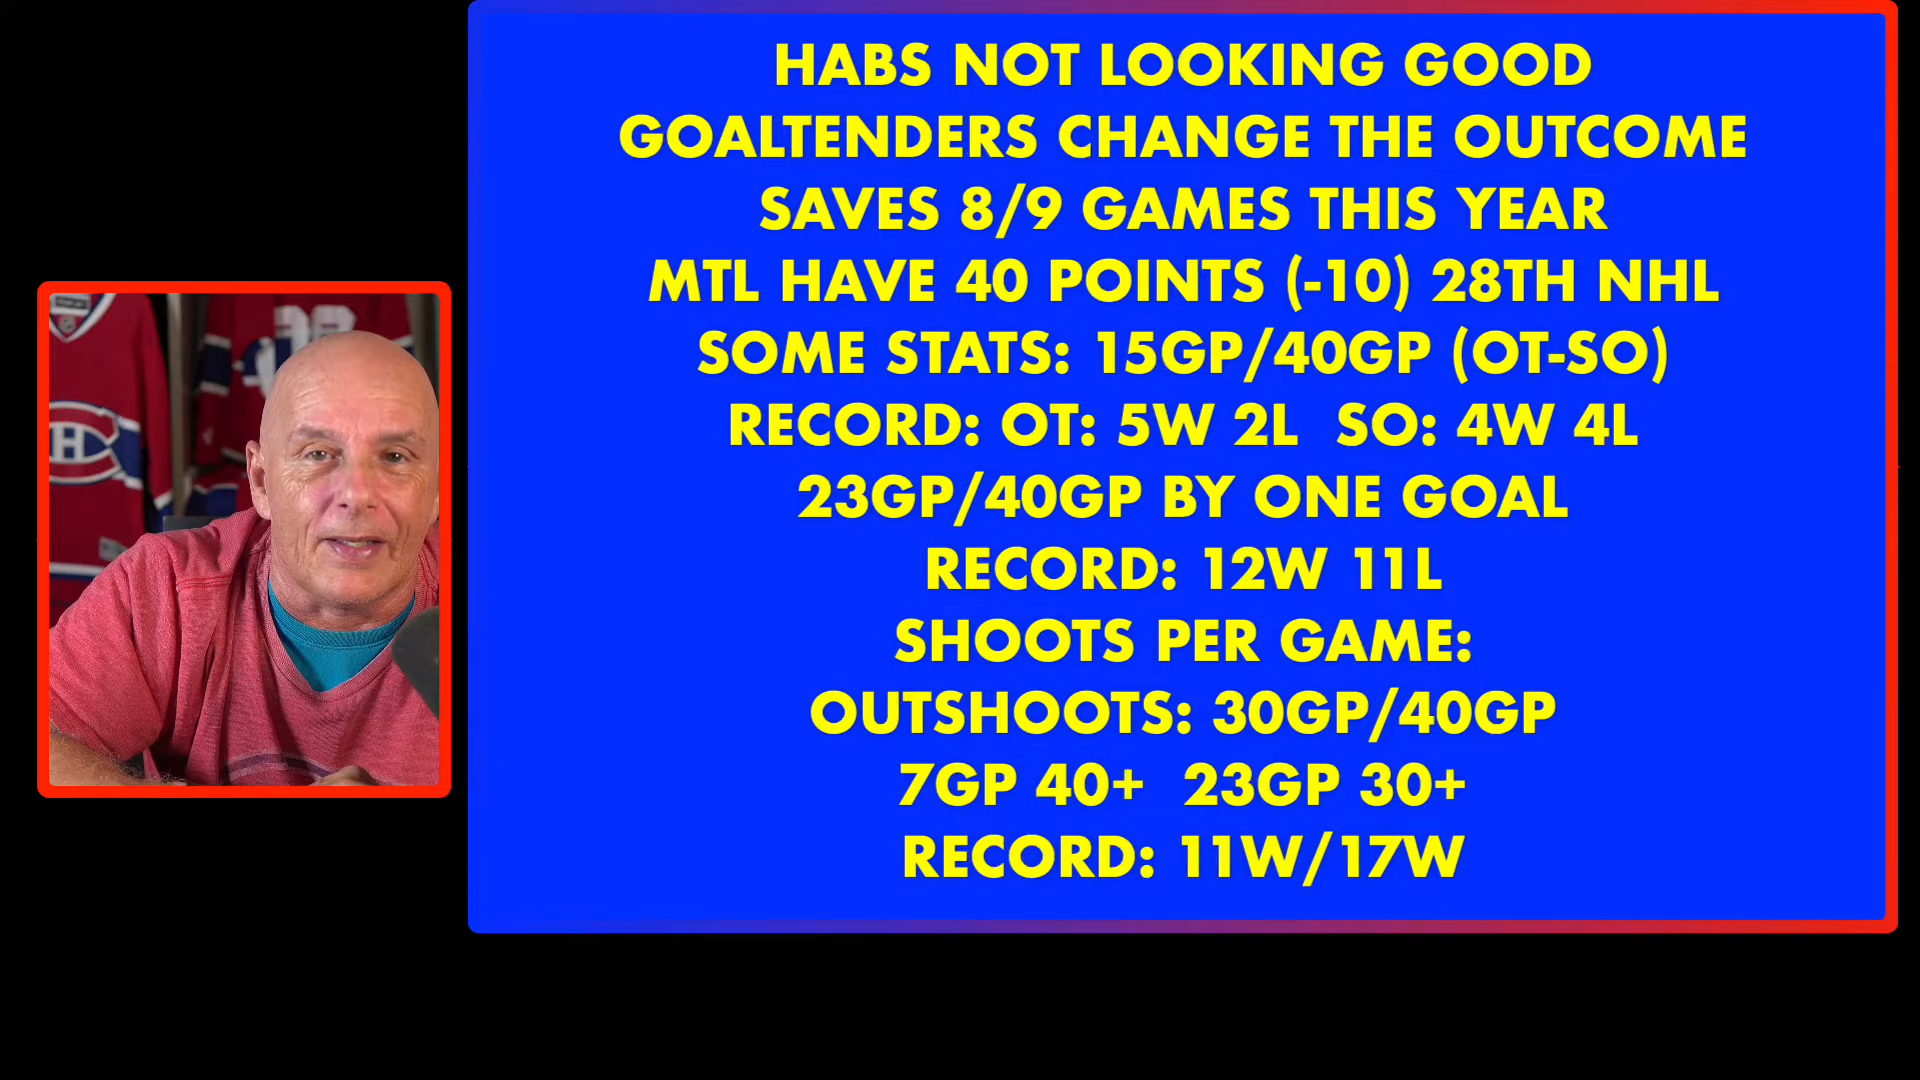 HABS NOT LOOKING GOOD
GOALTENDERS CHANGE THE OUTCOME
SAVES 8/9 GAMES THIS YEAR
MTL HAVE 40 POINTS (-10) 28TH NHL
SOME STATS: 15GP/40GP (OT-SO)
RECORD: OT: 5W 2L  SO: 4W 4L
23GP/40GP BY ONE GOAL
RECORD: 12W 11L
SHOOTS PER GAME:
OUTSHOOTS: 30GP/40GP
7GP 40+  23GP 30+
RECORD: 11W/17W